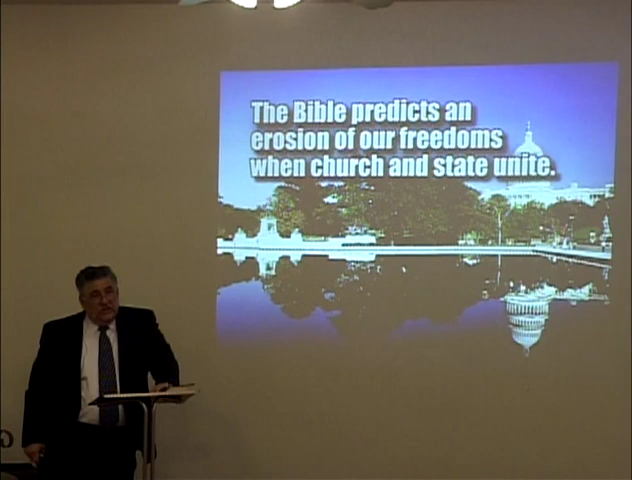 The Bible predicts an
erosion of our freedoms
when church and state unite.